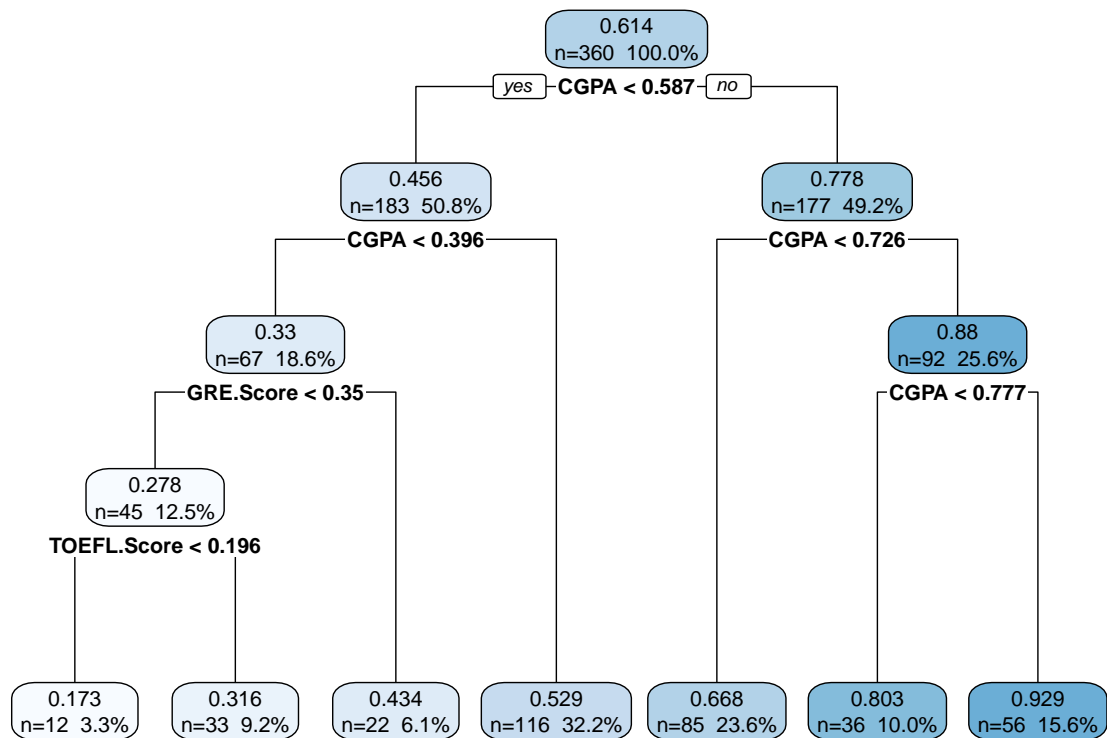 0.614
n=360 100.0%
yes CGPA < 0.587 no
0.456
n=183 50.8%
CGPA < 0.396
0.778
n=177 49.2%
CGPA < 0.726
0.33
n=67 18.6%
GRE.Score < 0.35
0.88
n=92 25.6%
CGPA < 0.777
0.278
n=45 12.5%
TOEFL.Score < 0.196
0.173
n=12 3.3%
0.316
n=33 9.2%
0.434
n=22 6.1%
0.529
n=116 32.2%
0.668
n=85 23.6%
0.803
n=36 10.0%
0.929
n=56 15.6%